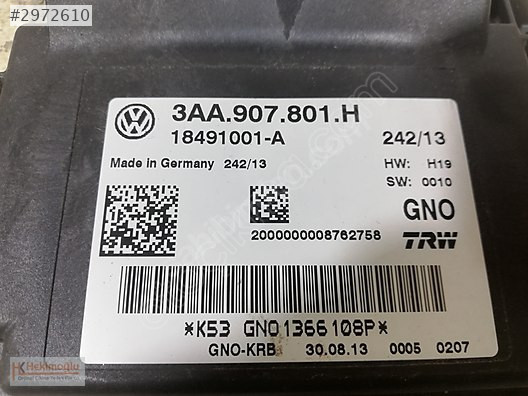 #2972610
3AA.907.801.H
18491001-A 242/13
Made in Germany 242/13 HW: H19
SW: 0010
GNO
2000000008762758 TRW
*K53 GNO1366108P*
GNO-KRB 30.08.13 0005 0207
Hekimoğlu